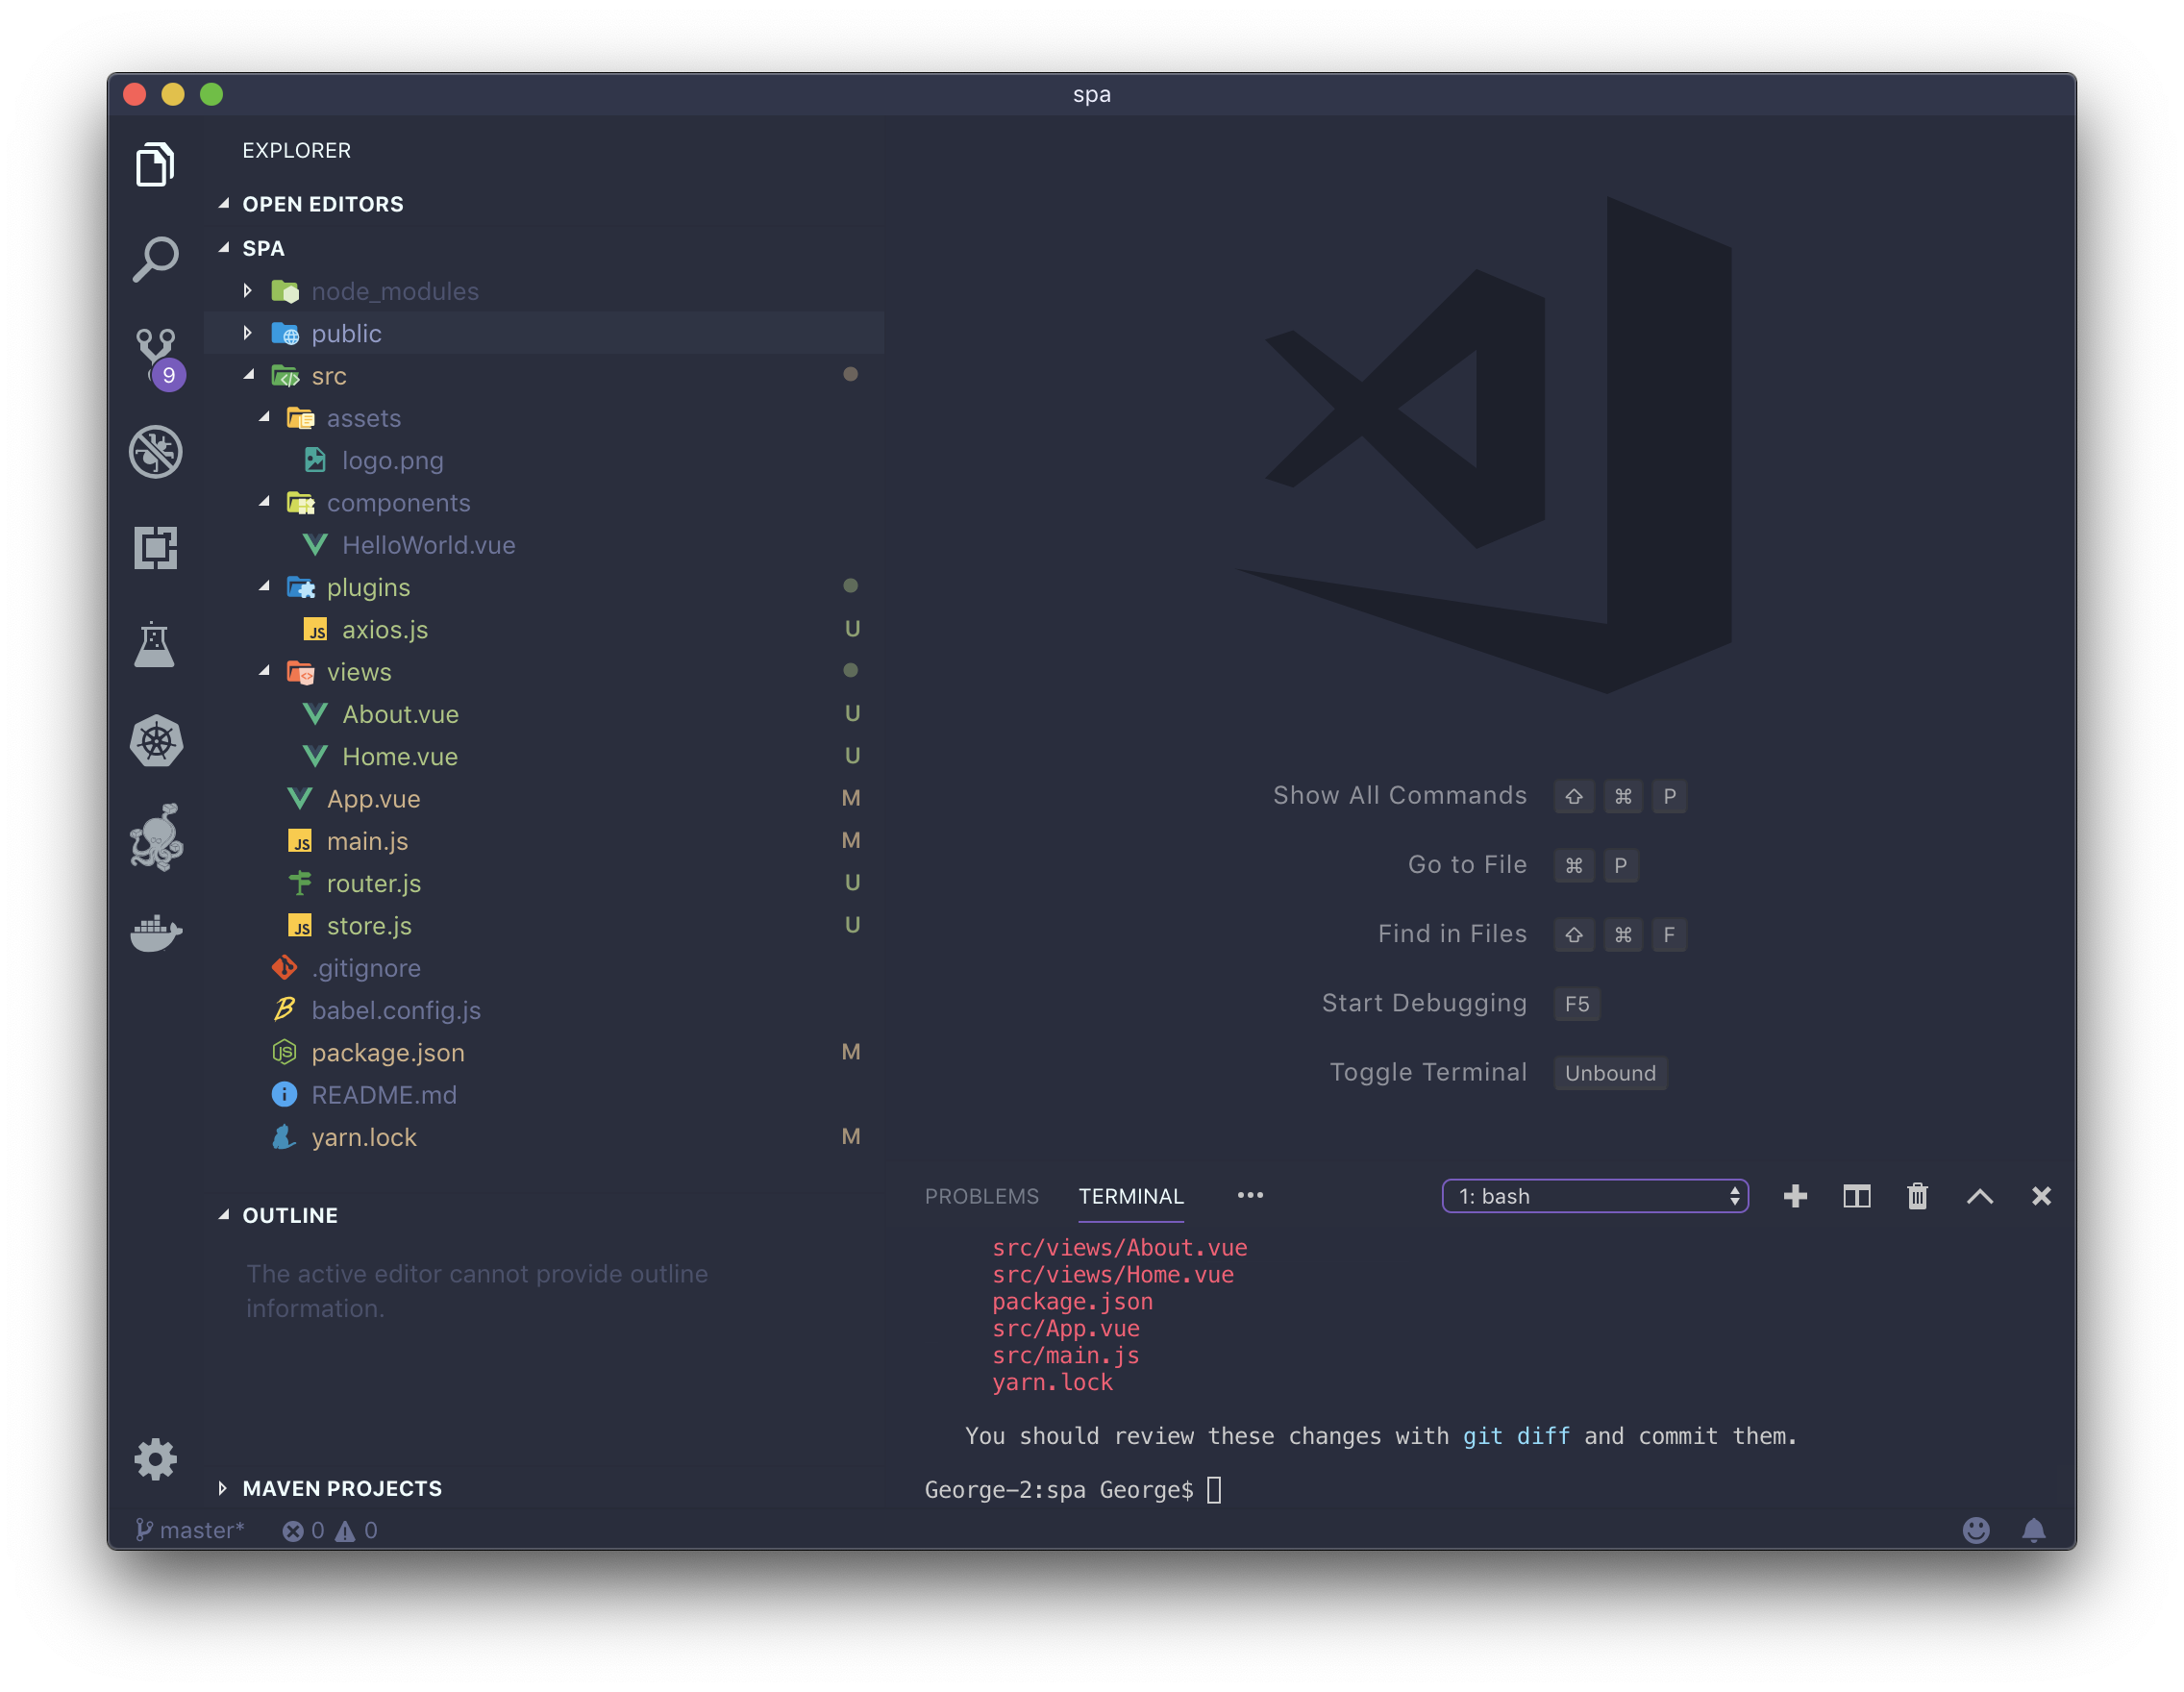 spa
EXPLORER
OPEN EDITORS
SPA
node_modules
public
src
assets
logo.png
components
HelloWorld.vue
plugins
axios.js U
views
About.vue U
Home.vue U
App.vue M
main.js M
router.js U
store.js U
.gitignore
babel.config.js
package.json M
README.md
yarn.lock M
OUTLINE
The active editor cannot provide outline
information.
MAVEN PROJECTS
9
Show All Commands ⇧ ⌘ P
Go to File ⌘ P
Find in Files ⇧ ⌘ F
Start Debugging F5
Toggle Terminal Unbound
PROBLEMS TERMINAL ••• 1: bash
src/views/About.vue
src/views/Home.vue
package.json
src/App.vue
src/main.js
yarn.lock
You should review these changes with git diff and commit them.
George-2:spa George$
master* 0 0